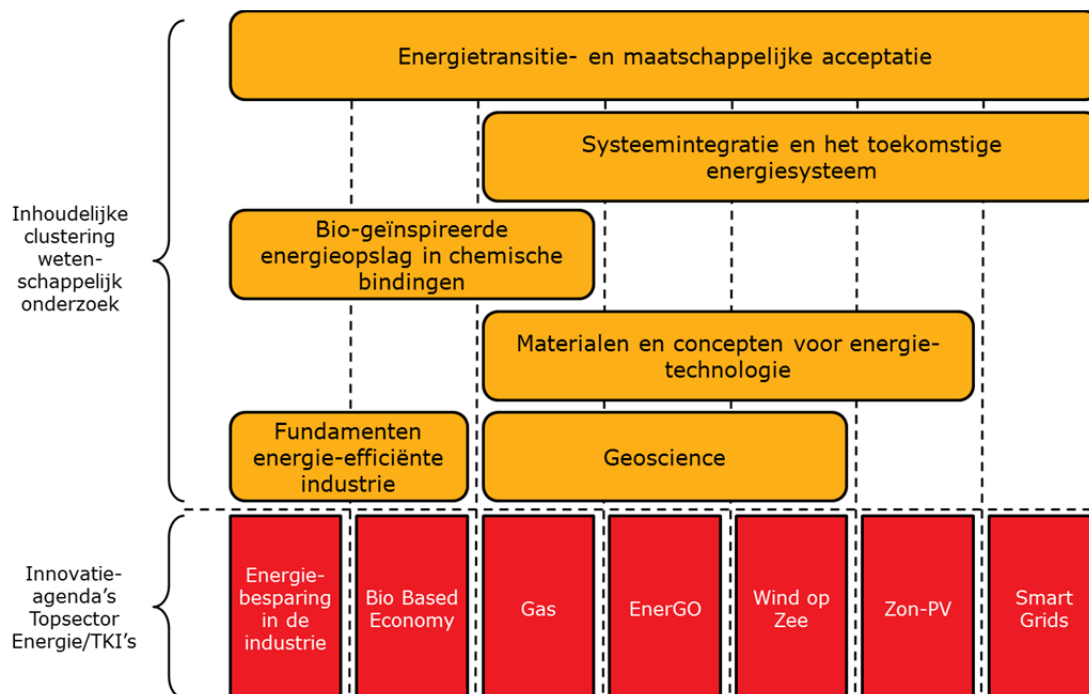 Energietransitie- en maatschappelijke acceptatie
Systeemintegratie en het toekomstige
energiesysteem
Inhoudelijke
clustering
weten-
schappelijk
onderzoek
Bio-geïnspireerde
energieopslag in chemische
bindingen
Materialen en concepten voor energie-
technologie
Fundamenten
energie-efficiënte
industrie
Geoscience
Innovatie-
agenda’s
Topsector
Energie/TKI’s
Energie-
besparing
in de
industrie
Bio Based
Economy
Gas
EnerGO
Wind op
Zee
Zon-PV
Smart
Grids